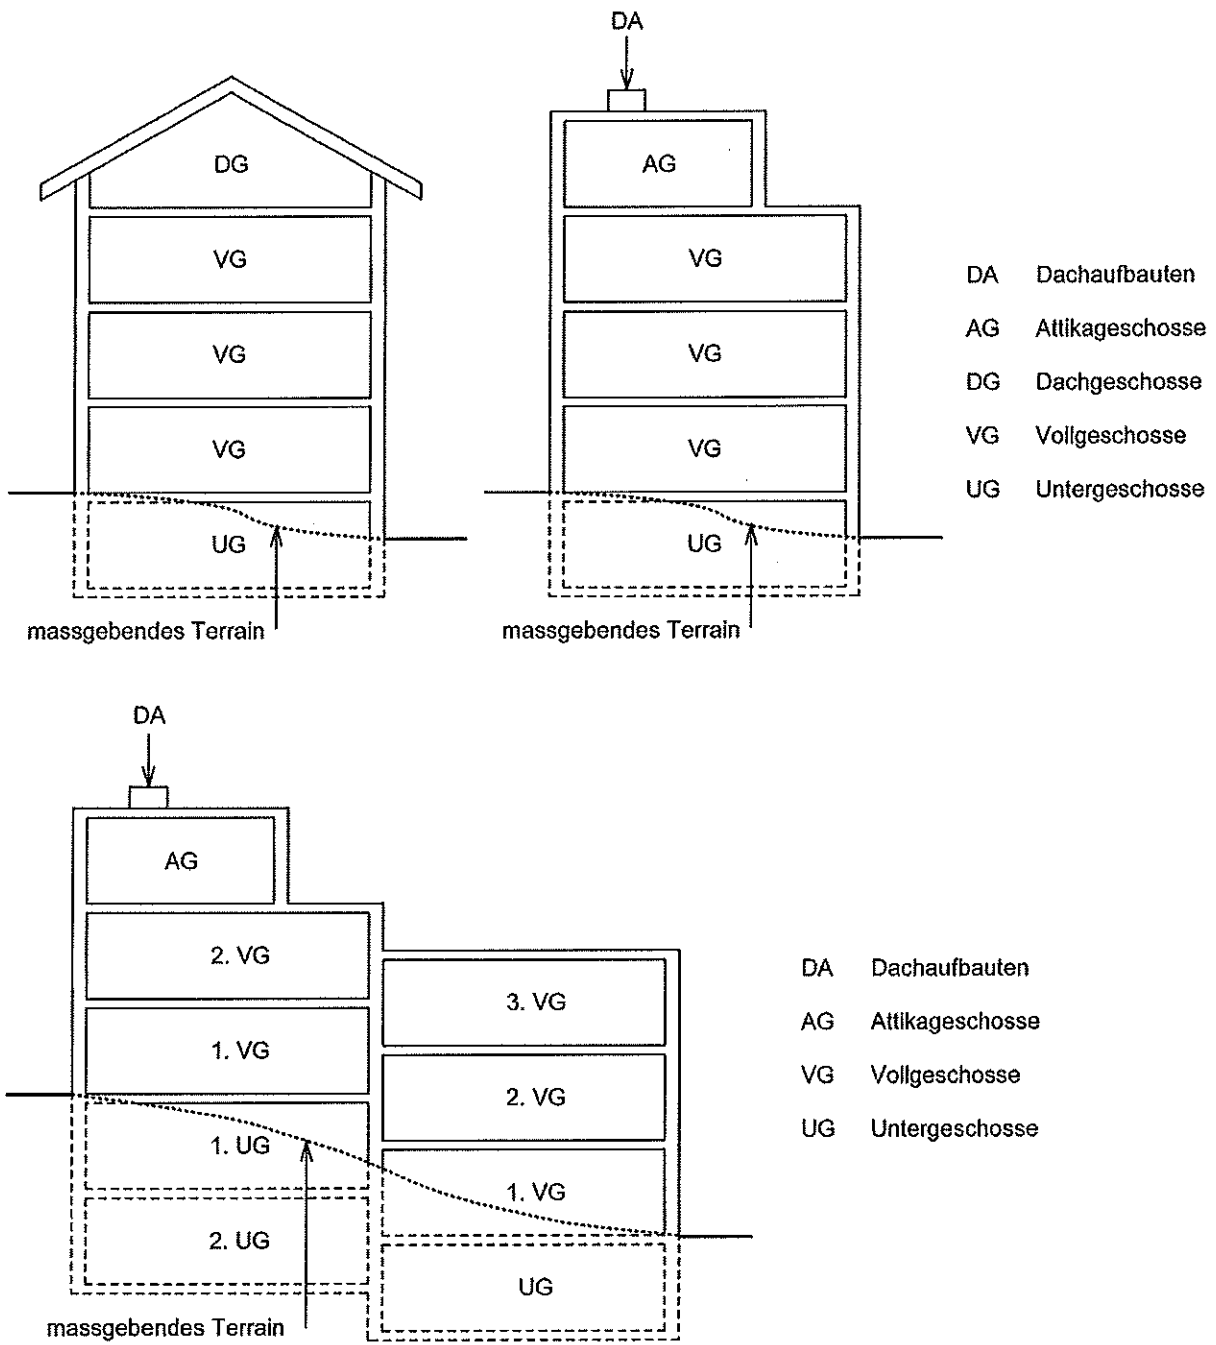 DA
DG
VG
VG
VG
UG
massgebendes Terrain
AG
VG
VG
VG
UG
massgebendes Terrain
DA Dachaufbauten
AG Attikageschosse
DG Dachgeschosse
VG Vollgeschosse
UG Untergeschosse
DA
AG
2. VG
1. VG
1. UG
2. UG
massgebendes Terrain
3. VG
2. VG
1. VG
UG
DA Dachaufbauten
AG Attikageschosse
VG Vollgeschosse
UG Untergeschosse